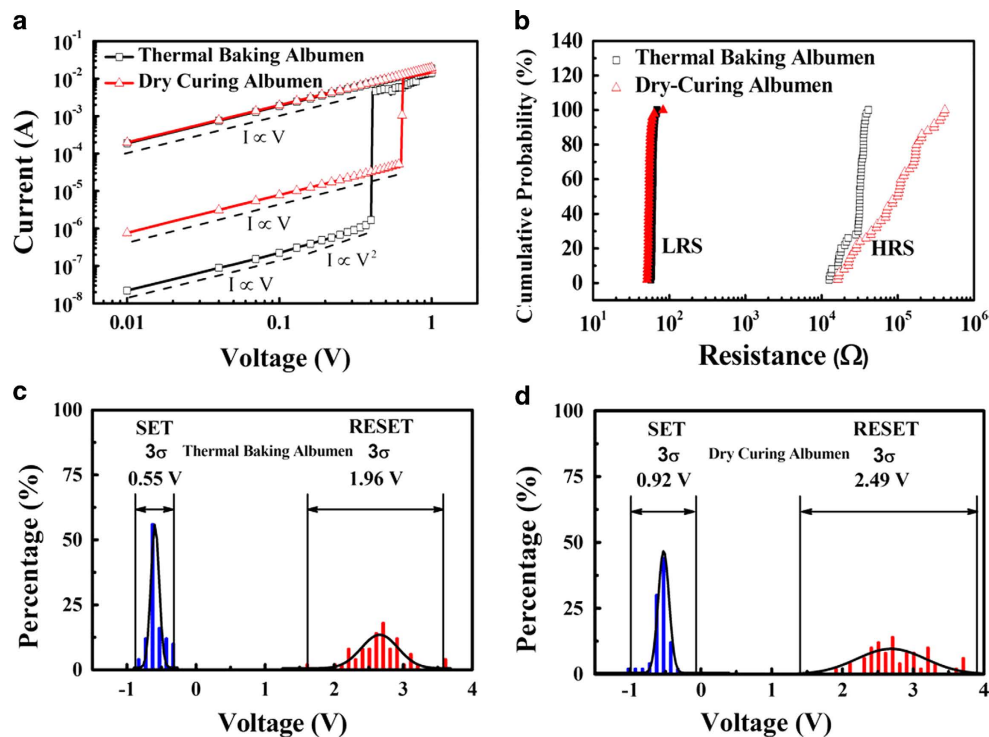 a
10⁻¹
10⁻²
10⁻³
10⁻⁴
10⁻⁵
10⁻⁶
10⁻⁷
10⁻⁸
Current (A)
Thermal Baking Albumen
Dry Curing Albumen
I ∝ V
I ∝ V
I ∝ V²
I ∝ V
0.01
0.1
1
Voltage (V)
b
140
120
100
80
60
40
20
0
Cumulative Probability (%)
Thermal Baking Albumen
Dry-Curing Albumen
LRS
HRS
10¹
10²
10³
10⁴
10⁵
10⁶
Resistance (Ω)
c
100
75
50
25
0
Percentage (%)
SET
RESET
3σ Thermal Baking Albumen 3σ
0.55 V
1.96 V
-1
0
1
2
3
4
Voltage (V)
d
100
75
50
25
0
Percentage (%)
SET
RESET
3σ Dry Curing Albumen 3σ
0.92 V
2.49 V
-1
0
1
2
3
4
Voltage (V)